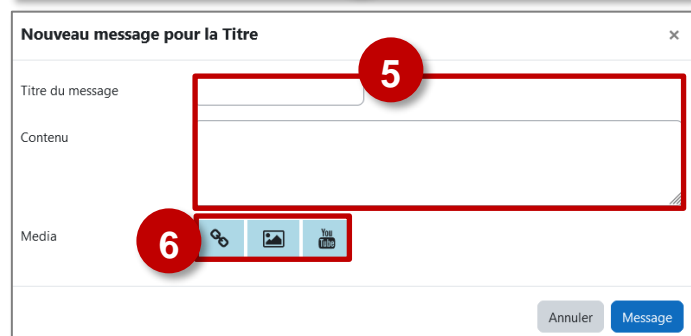 Nouveau message pour la Titre ×
5
Titre du message
Contenu
Media
6
You
Tube
Annuler Message